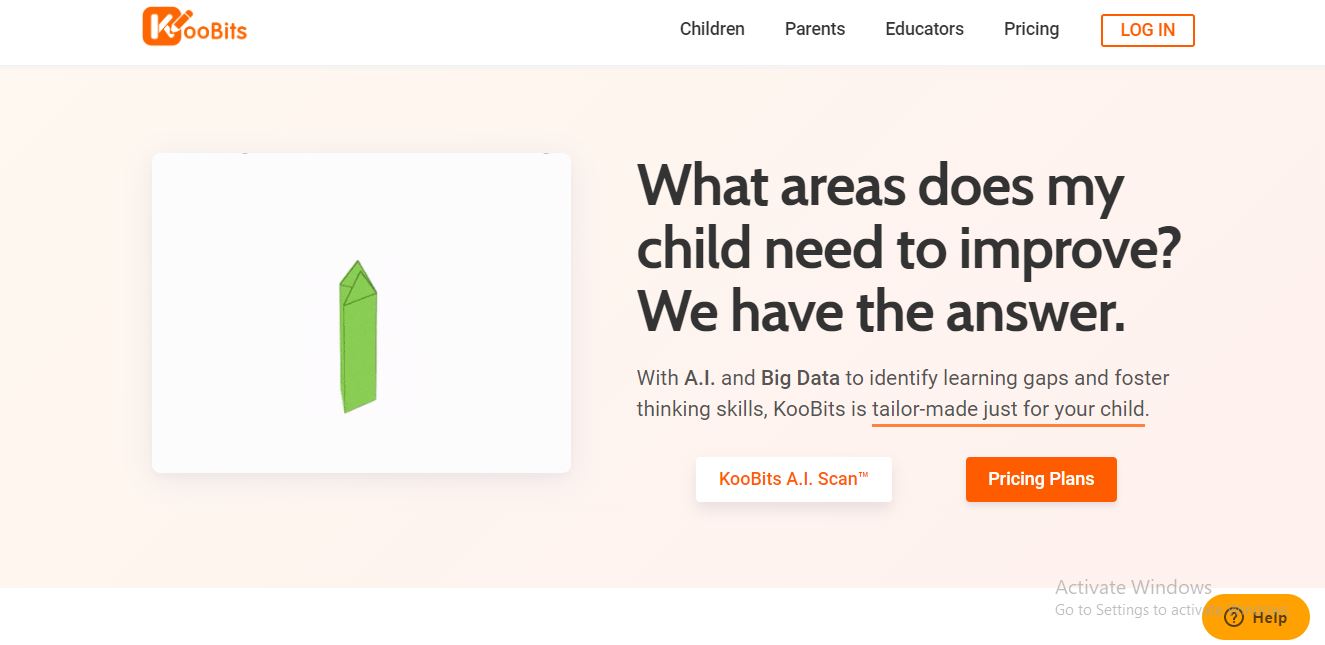 KooBits
Children
Parents
Educators
Pricing
LOG IN
What areas does my
child need to improve?
We have the answer.
With A.I. and Big Data to identify learning gaps and foster
thinking skills, KooBits is tailor-made just for your child.
KooBits A.I. Scan™
Pricing Plans
Activate Windows
Go to Settings to activ
Help